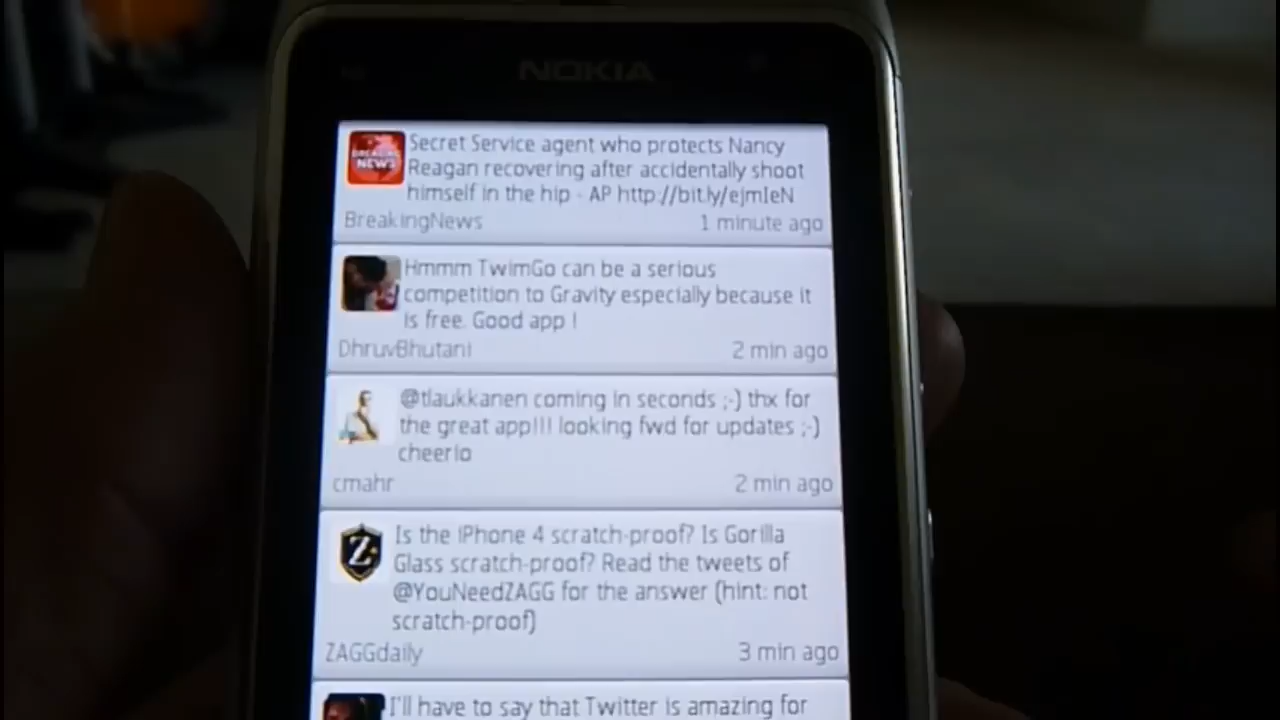 NOKIA
BREAKING
NEWS
Secret Service agent who protects Nancy
Reagan recovering after accidentally shoot
himself in the hip - AP http://bit.ly/ejmIeN
BreakingNews 1 minute ago
Hmmm TwimGo can be a serious
competition to Gravity especially because it
is free. Good app !
DhruvBhutani 2 min ago
@tlaukkanen coming in seconds ;-) thx for
the great app!!! looking fwd for updates ;-)
cheerio
cmahr 2 min ago
Z
Is the iPhone 4 scratch-proof? Is Gorilla
Glass scratch-proof? Read the tweets of
@YouNeedZAGG for the answer (hint: not
scratch-proof)
ZAGGdaily 3 min ago
I'll have to say that Twitter is amazing for